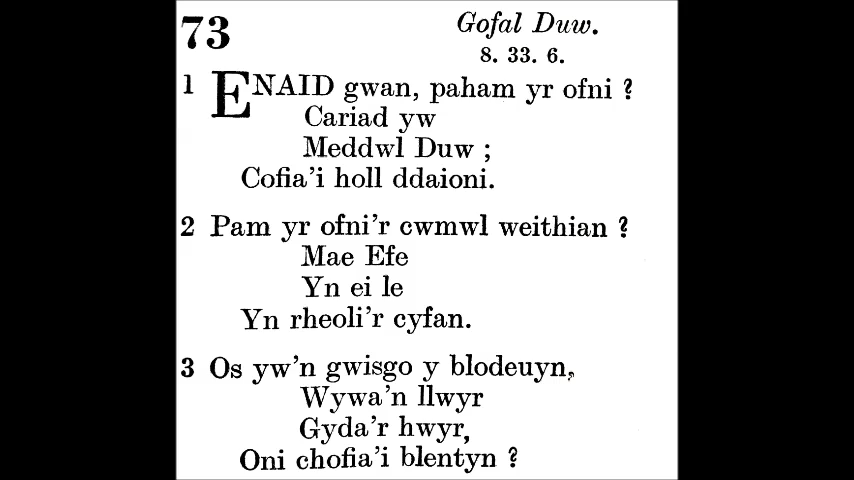 73
Gofal Duw.
8. 33. 6.
1 ENAID gwan, paham yr ofni ?
Cariad yw
Meddwl Duw ;
Cofia'i holl ddaioni.
2 Pam yr ofni'r cwmwl weithian ?
Mae Efe
Yn ei le
Yn rheoli'r cyfan.
3 Os yw'n gwisgo y blodeuyn,
Wywa'n llwyr
Gyda'r hwyr,
Oni chofia'i blentyn ?